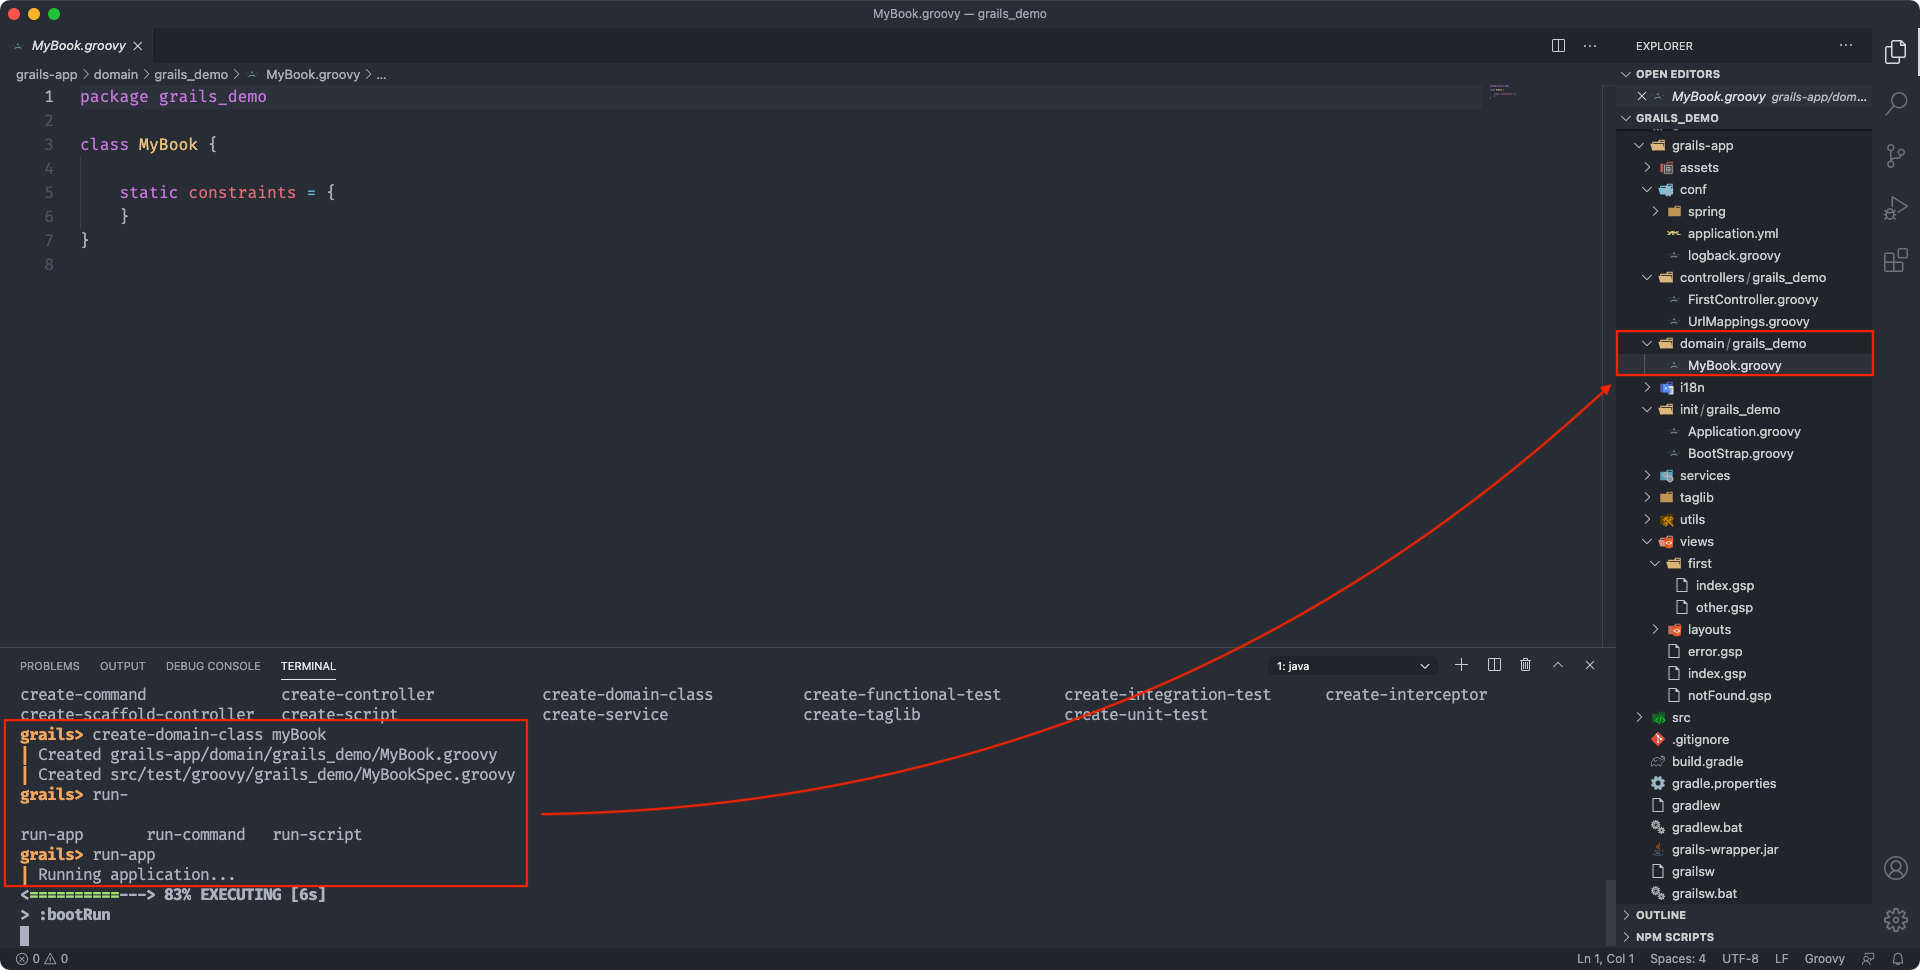 MyBook.groovy — grails_demo
MyBook.groovy
grails-app > domain > grails_demo > MyBook.groovy > ...
1 package grails_demo
2
3 class MyBook {
4
5 static constraints = {
6 }
7 }
8
PROBLEMS OUTPUT DEBUG CONSOLE TERMINAL
1: java
create-command create-controller create-domain-class create-functional-test create-integration-test create-interceptor
create-scaffold-controller create-script create-service create-taglib create-unit-test
grails> create-domain-class myBook
| Created grails-app/domain/grails_demo/MyBook.groovy
| Created src/test/groovy/grails_demo/MyBookSpec.groovy
grails> run-
run-app run-command run-script
grails> run-app
| Running application...
<==========---> 83% EXECUTING [6s]
> :bootRun
EXPLORER
OPEN EDITORS
MyBook.groovy grails-app/dom...
GRAILS_DEMO
grails-app
assets
conf
spring
application.yml
logback.groovy
controllers/grails_demo
FirstController.groovy
UrlMappings.groovy
domain/grails_demo
MyBook.groovy
i18n
init/grails_demo
Application.groovy
BootStrap.groovy
services
taglib
utils
views
first
index.gsp
other.gsp
layouts
error.gsp
index.gsp
notFound.gsp
src
.gitignore
build.gradle
gradle.properties
gradlew
gradlew.bat
grails-wrapper.jar
grailsw
grailsw.bat
OUTLINE
NPM SCRIPTS
0 0
Ln 1, Col 1 Spaces: 4 UTF-8 LF Groovy